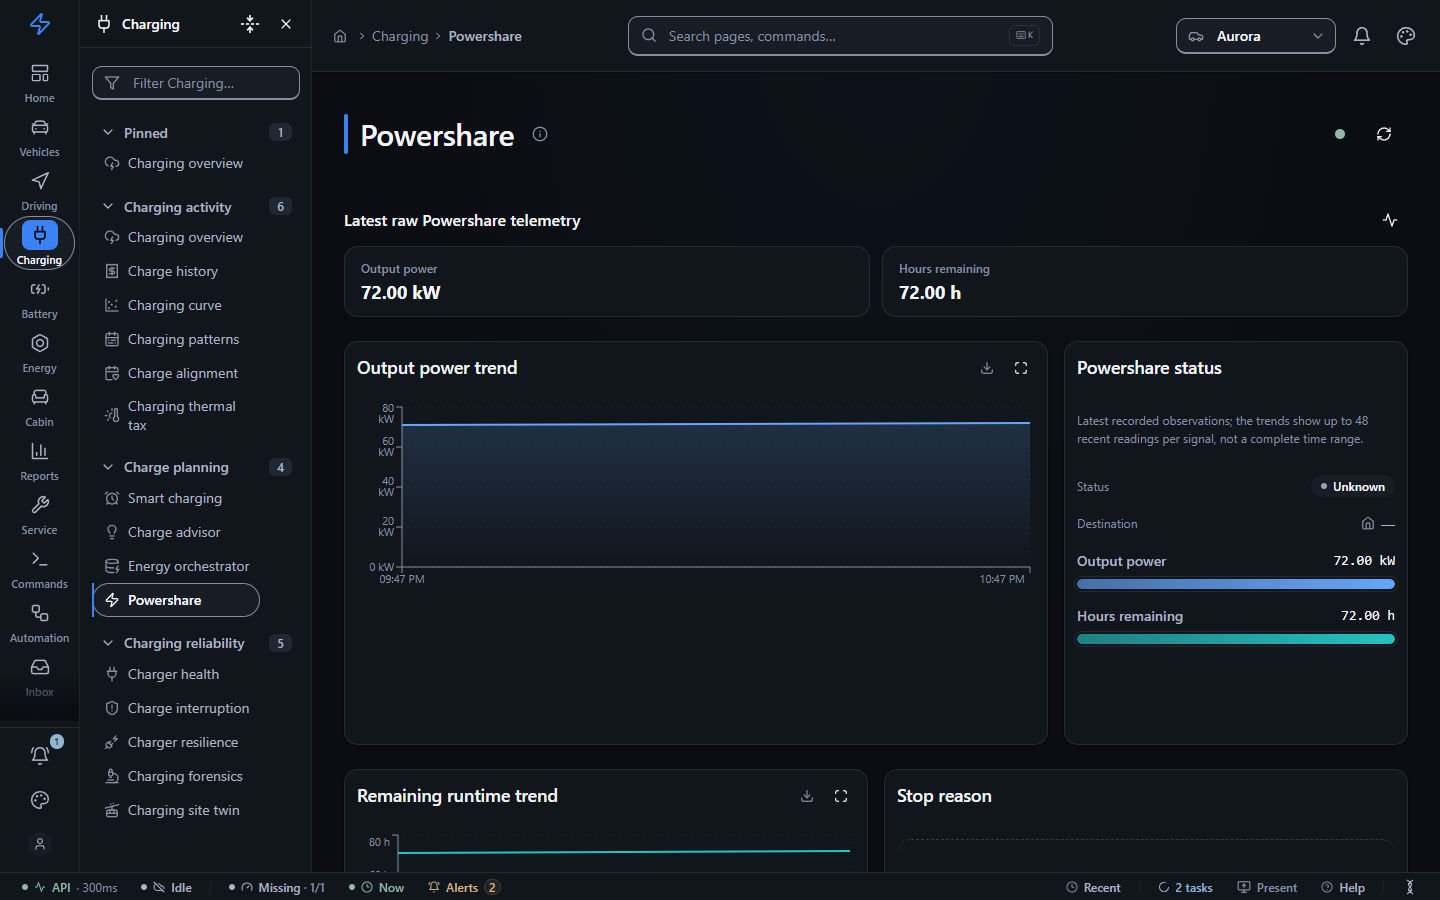 Home
Vehicles
Driving
Charging
Battery
Energy
Cabin
Reports
Service
Commands
Automation
Inbox
1
Charging
Filter Charging...
Pinned 1
Charging overview
Charging activity 6
Charging overview
Charge history
Charging curve
Charging patterns
Charge alignment
Charging thermal
tax
Charge planning 4
Smart charging
Charge advisor
Energy orchestrator
Powershare
Charging reliability 5
Charger health
Charge interruption
Charger resilience
Charging forensics
Charging site twin
Charging > Powershare
Search pages, commands... K
Aurora
Powershare
Latest raw Powershare telemetry
Output power
72.00 kW
Hours remaining
72.00 h
Output power trend
80
kW
60
kW
40
kW
20
kW
0 kW
09:47 PM 10:47 PM
Powershare status
Latest recorded observations; the trends show up to 48
recent readings per signal, not a complete time range.
Status Unknown
Destination —
Output power 72.00 kW
Hours remaining 72.00 h
Remaining runtime trend
80 h
Stop reason
API · 300ms Idle Missing · 1/1 Now Alerts 2 Recent 2 tasks Present Help